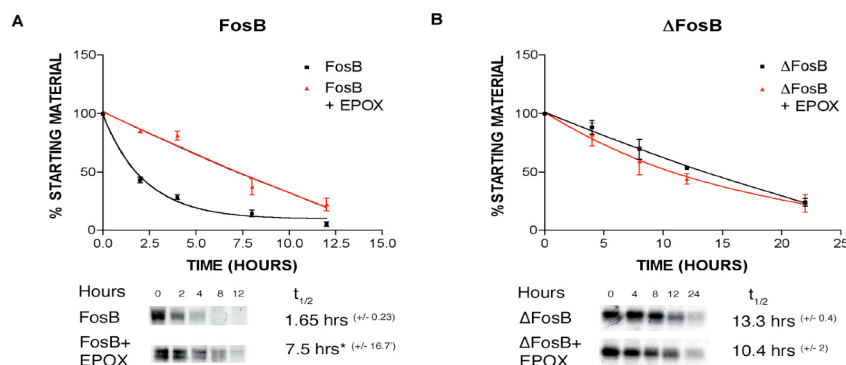 A
FosB
150
100
50
0
% STARTING MATERIAL
0.0 2.5 5.0 7.5 10.0 12.5 15.0
TIME (HOURS)
FosB
FosB
+ EPOX
Hours 0 2 4 8 12 t1/2
FosB 1.65 hrs (+/- 0.23)
FosB+
EPOX 7.5 hrs* (+/- 16.7)
B
ΔFosB
150
100
50
0
% STARTING MATERIAL
0 5 10 15 20 25
TIME (HOURS)
ΔFosB
ΔFosB
+ EPOX
Hours 0 4 8 12 24 t1/2
ΔFosB 13.3 hrs (+/- 0.4)
ΔFosB+
EPOX 10.4 hrs (+/- 2)